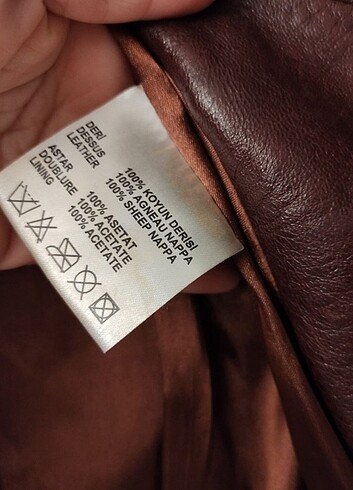 DERİ
DESSUS
LEATHER
100% KOYUN DERİSİ
100% AGNEAU NAPPA
100% SHEEP NAPPA
ASTAR
DOUBLURE
LINING
100% ASETAT
100% ACETATE
100% ACETATE